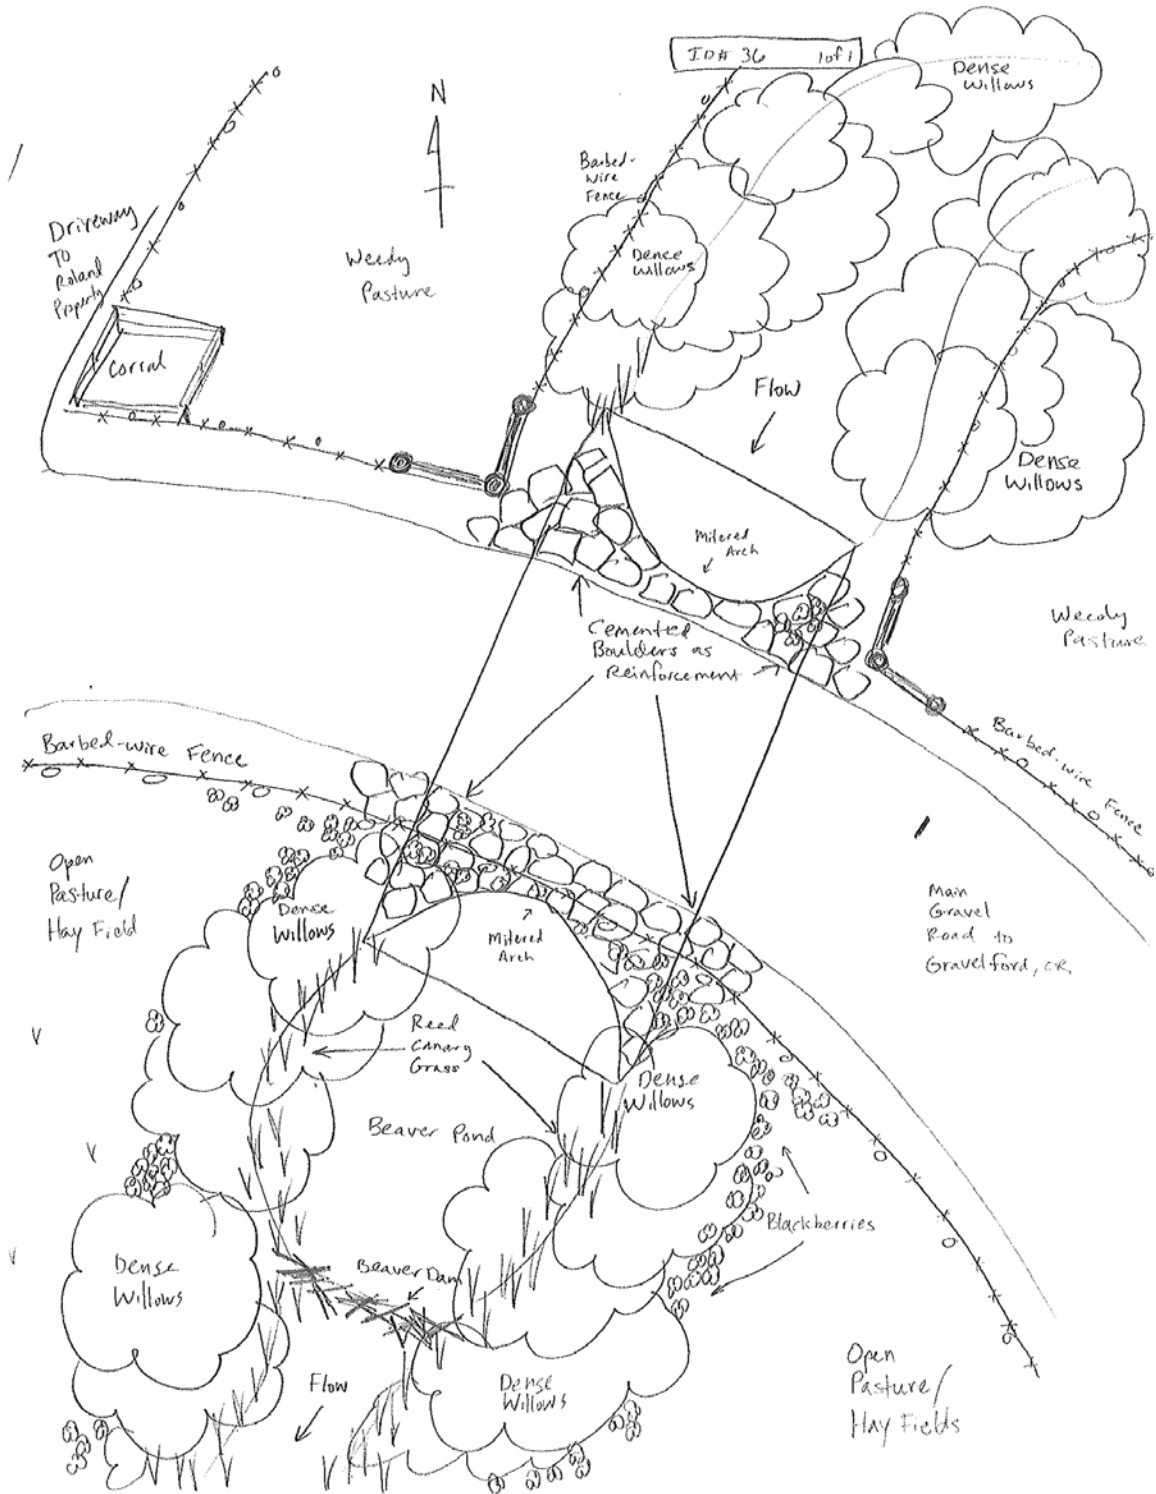 ID# 36 1 of 1
Dense
Willows
N
Barbed-
Wire
Fence
Driveway
To
Roland
Property
Weedy
Pasture
Dence
Willows
Corral
Flow
Dense
Willows
Mitered
Arch
Weedy
Pasture
Cemented
Boulders as
Reinforcement
Barbed-wire Fence
Barbed-wire Fence
Open
Pasture/
Hay Field
Dense
Willows
Mitered
Arch
Main
Gravel
Road to
Gravelford, OR
Reed
Canary
Grass
Dense
Willows
Beaver Pond
Blackberries
Dense
Willows
Beaver Dam
Flow
Dense
Willows
Open
Pasture/
Hay Fields